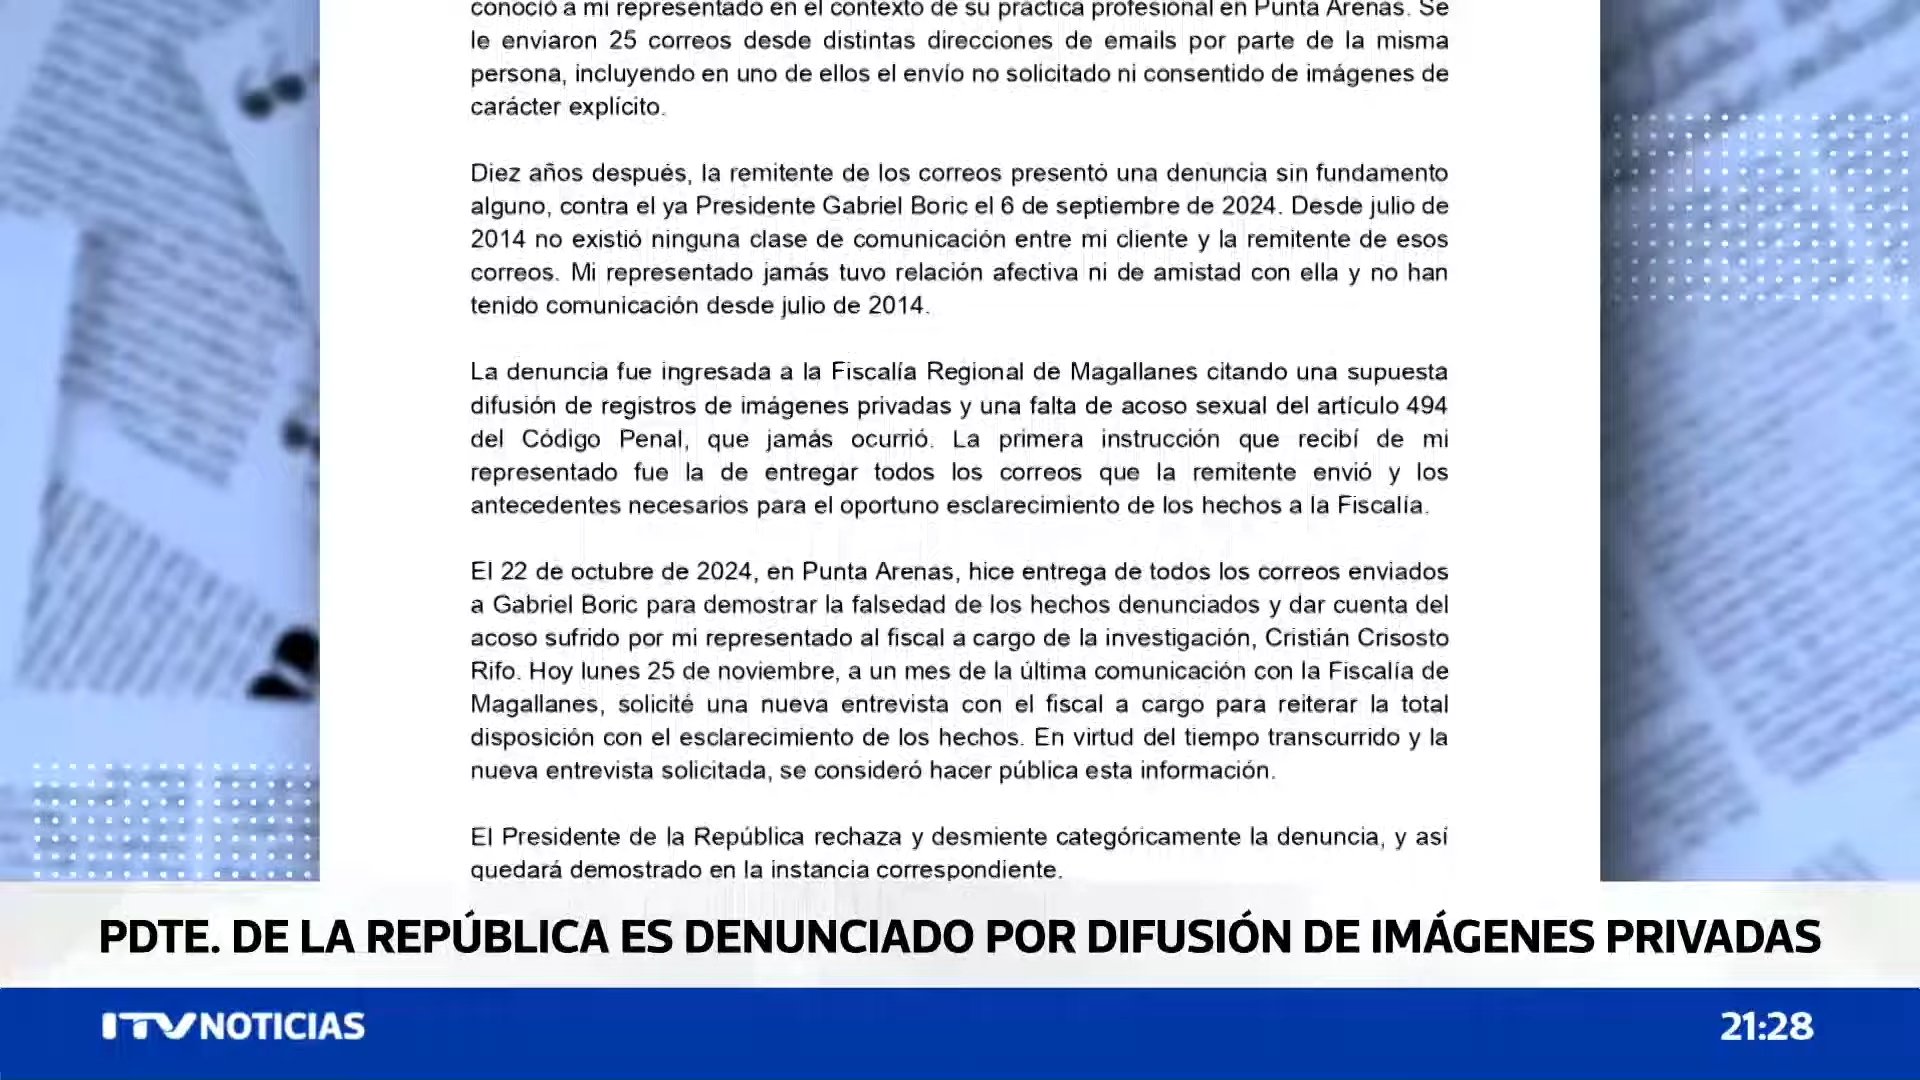 conoció a mi representado en el contexto de su práctica profesional en Punta Arenas. Se
le enviaron 25 correos desde distintas direcciones de emails por parte de la misma
persona, incluyendo en uno de ellos el envío no solicitado ni consentido de imágenes de
carácter explícito.
Diez años después, la remitente de los correos presentó una denuncia sin fundamento
alguno, contra el ya Presidente Gabriel Boric el 6 de septiembre de 2024. Desde julio de
2014 no existió ninguna clase de comunicación entre mi cliente y la remitente de esos
correos. Mi representado jamás tuvo relación afectiva ni de amistad con ella y no han
tenido comunicación desde julio de 2014.
La denuncia fue ingresada a la Fiscalía Regional de Magallanes citando una supuesta
difusión de registros de imágenes privadas y una falta de acoso sexual del artículo 494
del Código Penal, que jamás ocurrió. La primera instrucción que recibí de mi
representado fue la de entregar todos los correos que la remitente envió y los
antecedentes necesarios para el oportuno esclarecimiento de los hechos a la Fiscalía.
El 22 de octubre de 2024, en Punta Arenas, hice entrega de todos los correos enviados
a Gabriel Boric para demostrar la falsedad de los hechos denunciados y dar cuenta del
acoso sufrido por mi representado al fiscal a cargo de la investigación, Cristián Crisosto
Rifo. Hoy lunes 25 de noviembre, a un mes de la última comunicación con la Fiscalía de
Magallanes, solicité una nueva entrevista con el fiscal a cargo para reiterar la total
disposición con el esclarecimiento de los hechos. En virtud del tiempo transcurrido y la
nueva entrevista solicitada, se consideró hacer pública esta información.
El Presidente de la República rechaza y desmiente categóricamente la denuncia, y así
quedará demostrado en la instancia correspondiente.
PDTE. DE LA REPÚBLICA ES DENUNCIADO POR DIFUSIÓN DE IMÁGENES PRIVADAS
ITV NOTICIAS
21:28